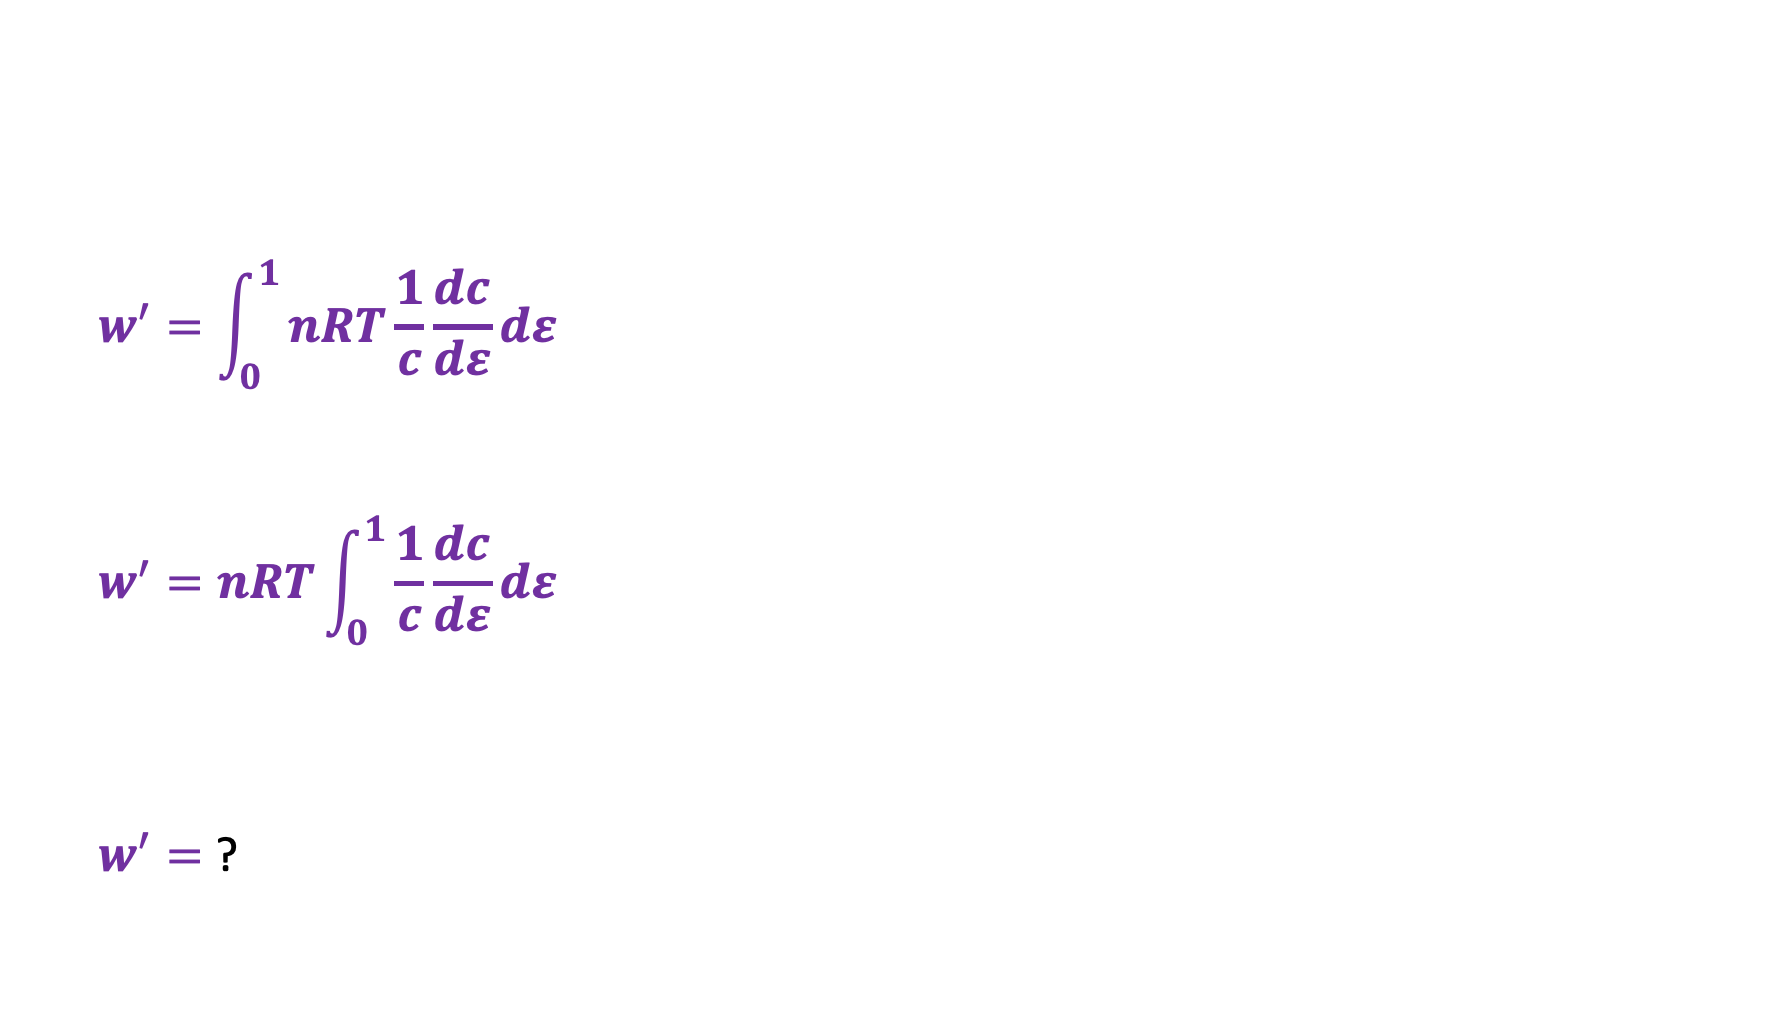 w′ = ∫₀¹ nRT (1/c) (dc/dε) dε
w′ = nRT ∫₀¹ (1/c) (dc/dε) dε
w′ = ?